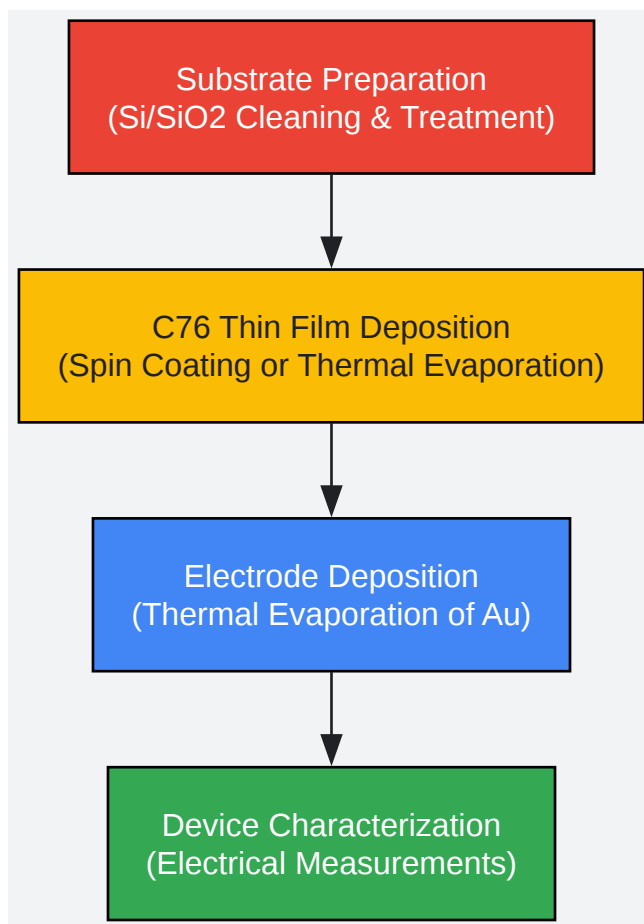 Substrate Preparation
(Si/SiO2 Cleaning & Treatment)
C76 Thin Film Deposition
(Spin Coating or Thermal Evaporation)
Electrode Deposition
(Thermal Evaporation of Au)
Device Characterization
(Electrical Measurements)